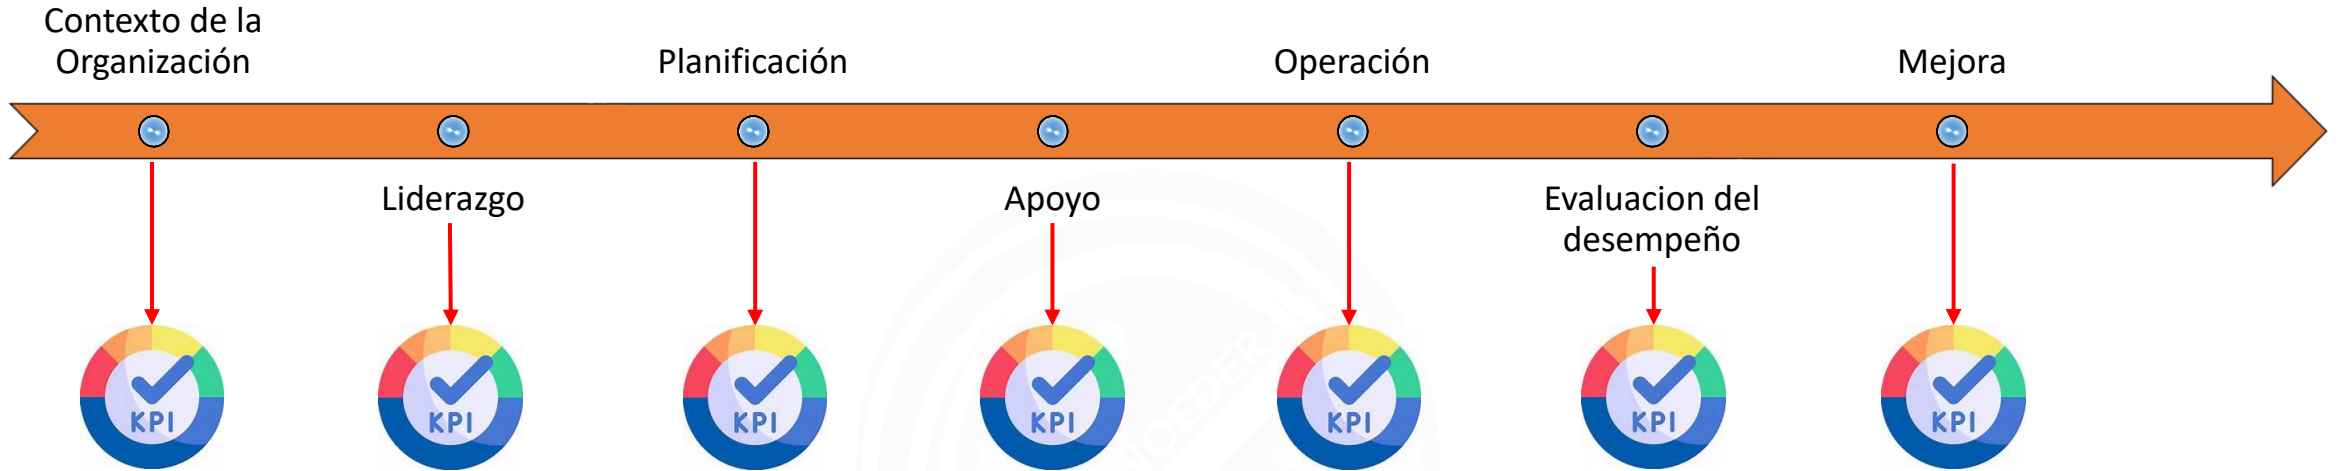 Contexto de la
Organización
Planificación
Operación
Mejora
Liderazgo
Apoyo
Evaluacion del
desempeño
KPI
KPI
KPI
KPI
KPI
KPI
KPI